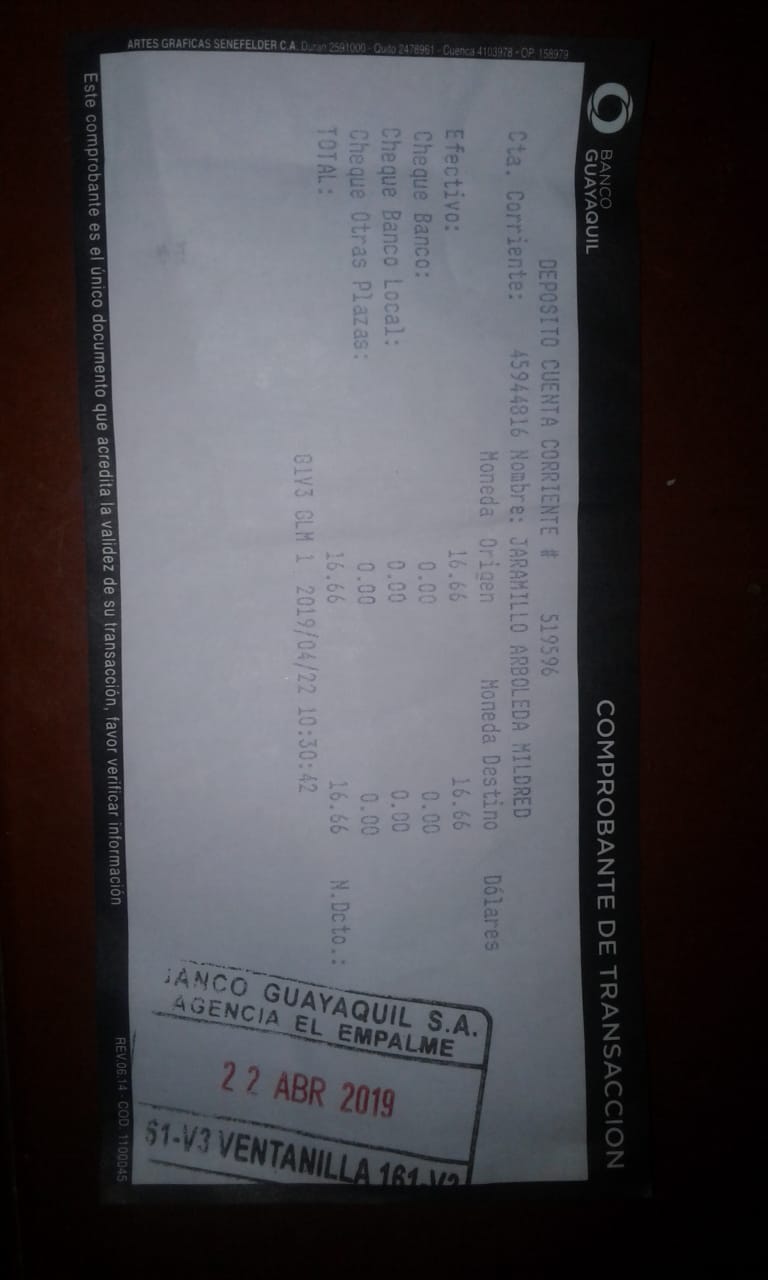 BANCO
GUAYAQUIL
COMPROBANTE DE TRANSACCION
DEPOSITO CUENTA CORRIENTE # 519596
Cta. Corriente: 45944816 Nombre: JARAMILLO ARBOLEDA MILDRED
Moneda Origen Moneda Destino Dólares
Efectivo: 16.66 16.66
Cheque Banco: 0.00 0.00
Cheque Banco Local: 0.00 0.00
Cheque Otras Plazas: 0.00 0.00
TOTAL: 16.66 16.66 N.Dcto.:
81V3 GLM 1 2019/04/22 10:30:42
BANCO GUAYAQUIL S.A.
AGENCIA EL EMPALME
22 ABR 2019
61-V3 VENTANILLA 161-V3
Este comprobante es el único documento que acredita la validez de su transacción, favor verificar información
REV.06.14 - COD. 1100045
ARTES GRAFICAS SENEFELDER C.A. Duran 2591000 - Quito 2478961 - Cuenca 4103978 - OP. 158979